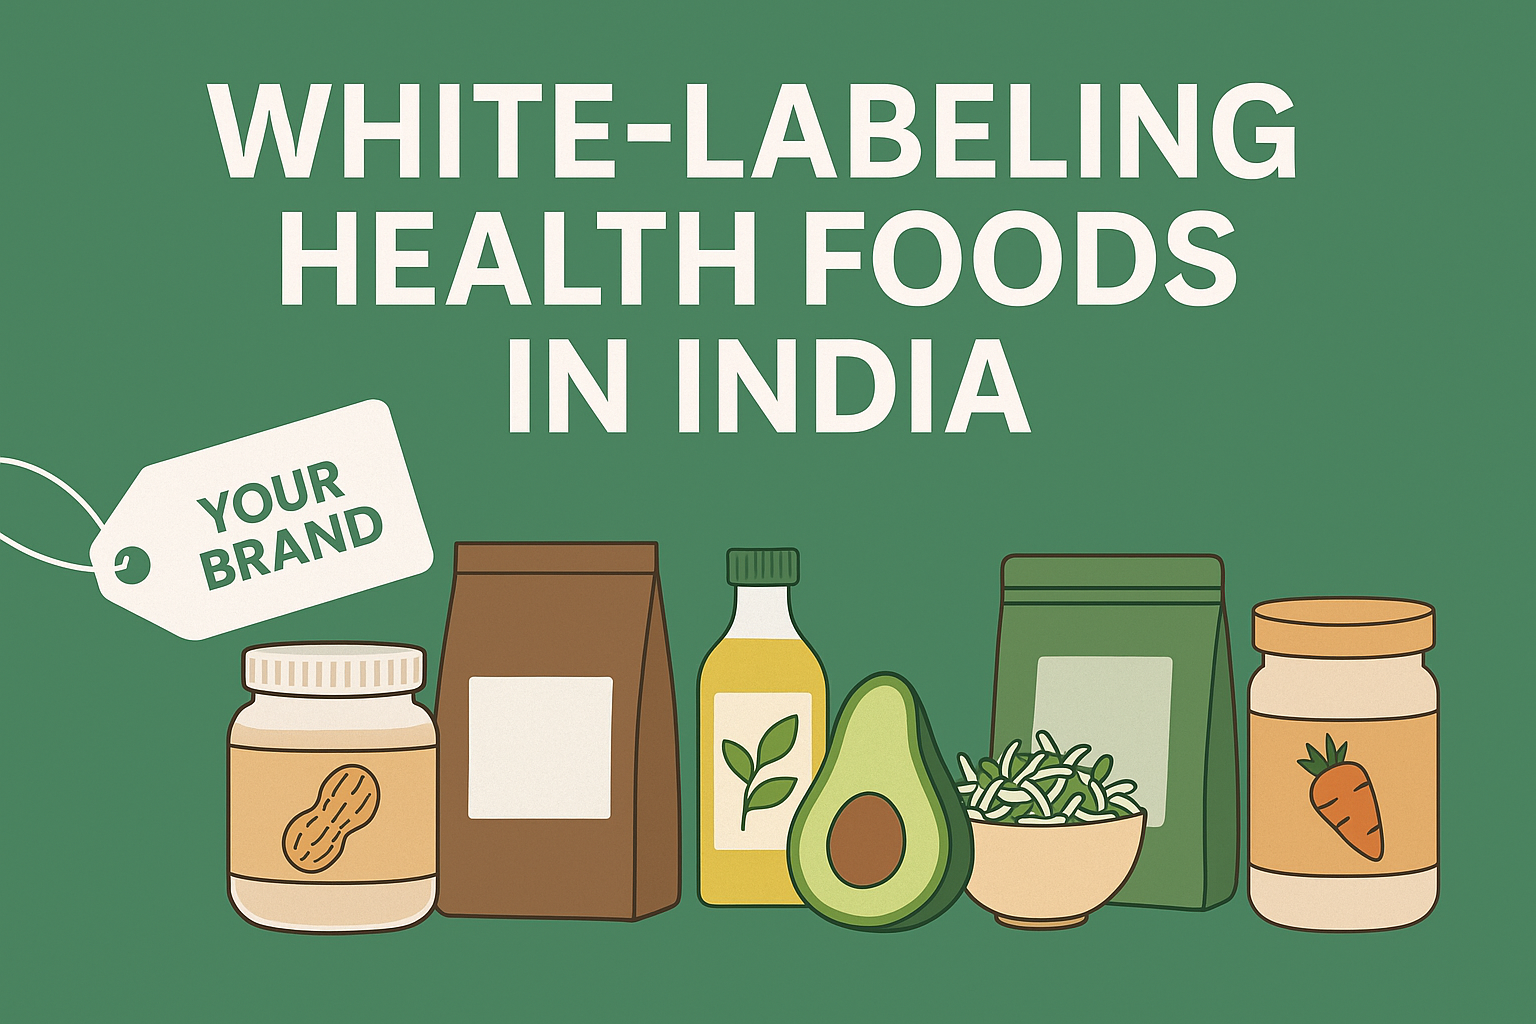 WHITE-LABELING
HEALTH FOODS
IN INDIA
YOUR
BRAND